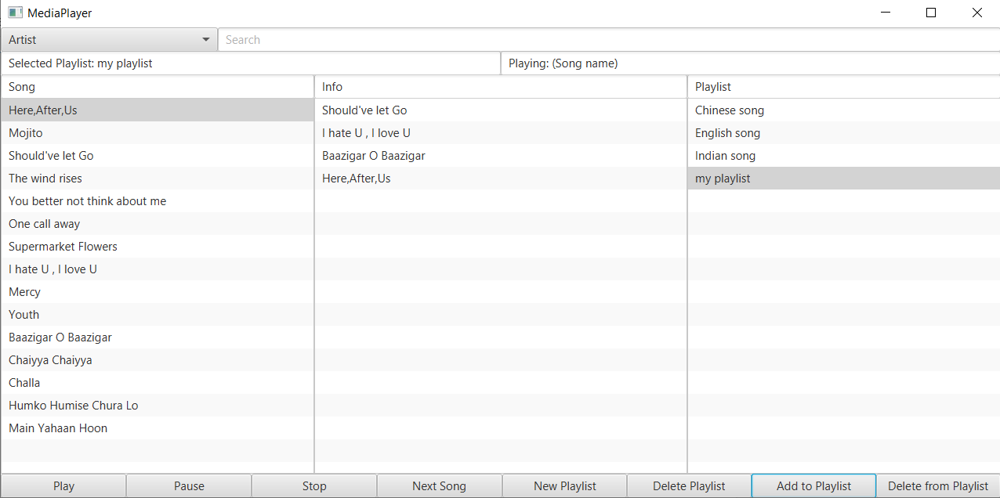 MediaPlayer
Artist Search
Selected Playlist: my playlist Playing: (Song name)
Song Info Playlist
Here,After,Us Should've let Go Chinese song
Mojito I hate U , I love U English song
Should've let Go Baazigar O Baazigar Indian song
The wind rises Here,After,Us my playlist
You better not think about me
One call away
Supermarket Flowers
I hate U , I love U
Mercy
Youth
Baazigar O Baazigar
Chaiyya Chaiyya
Challa
Humko Humise Chura Lo
Main Yahaan Hoon
Play Pause Stop Next Song New Playlist Delete Playlist Add to Playlist Delete from Playlist